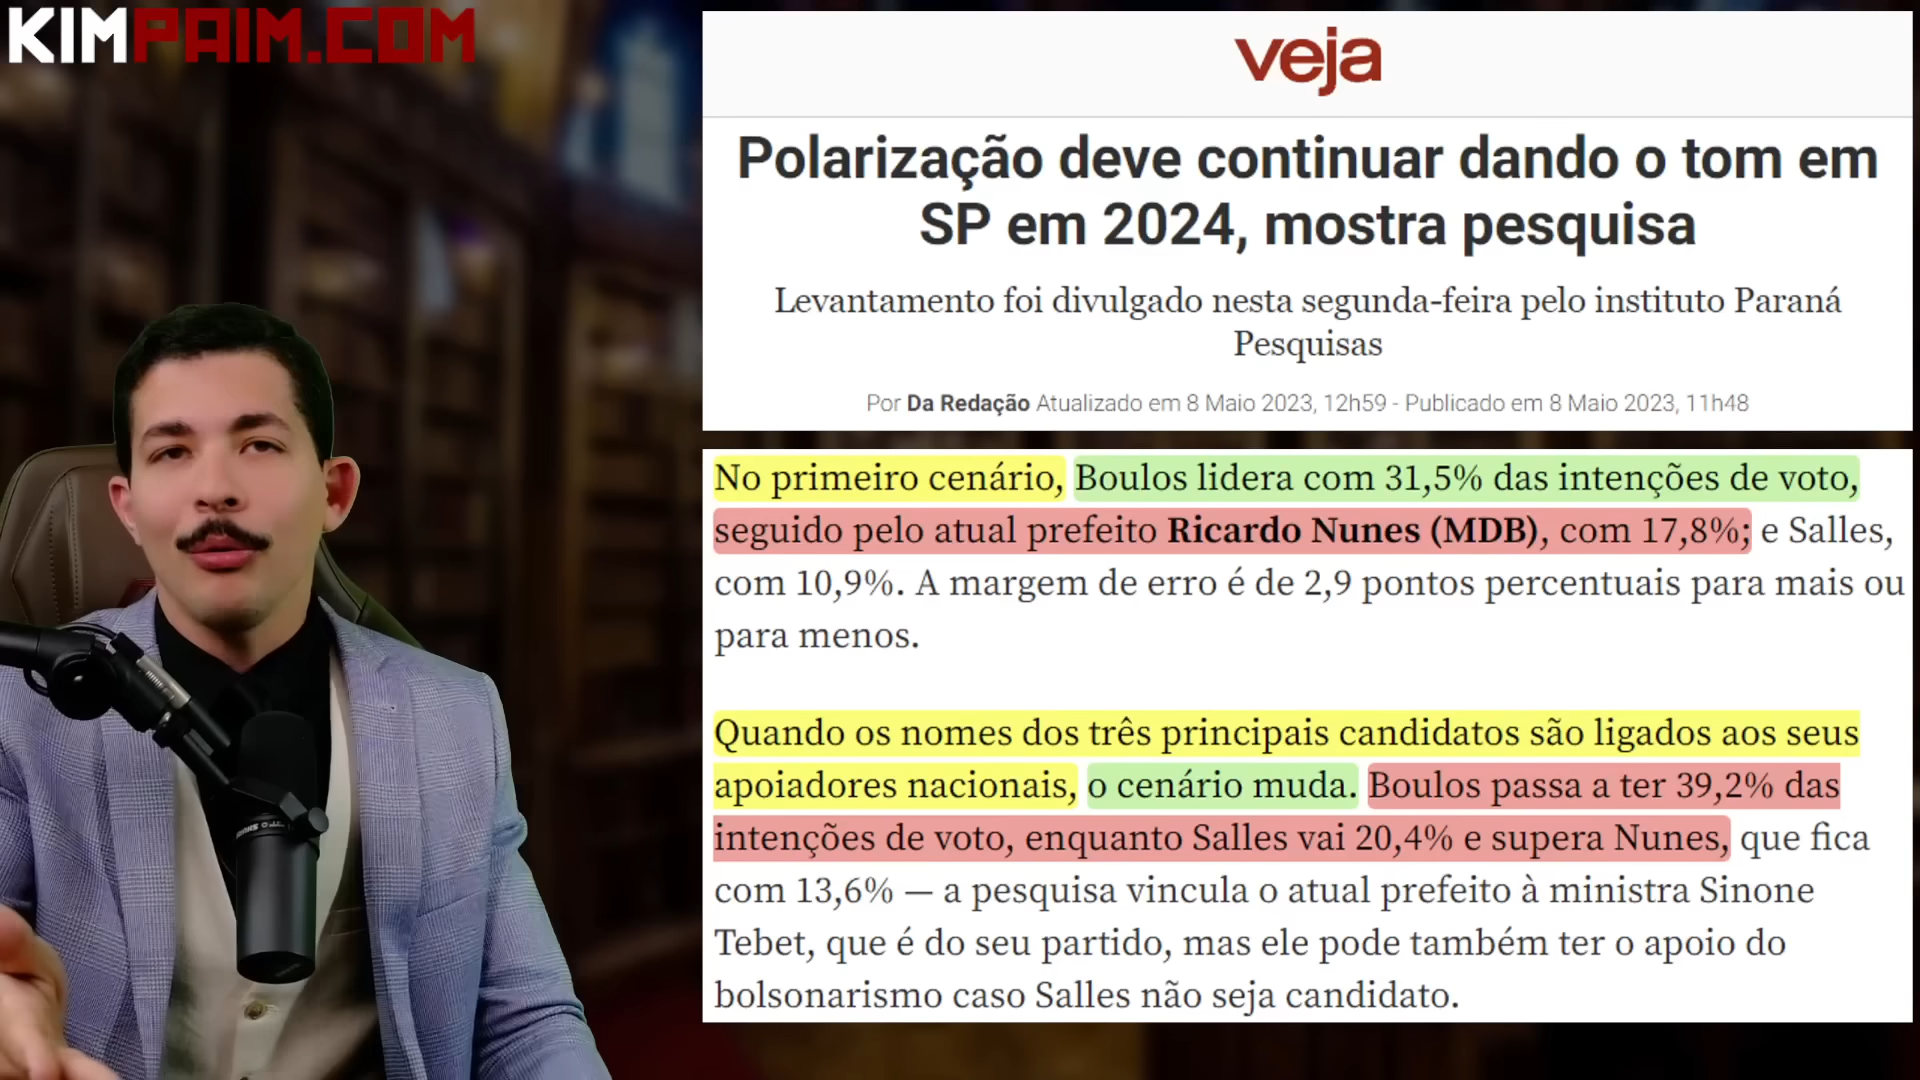 KIMPAIM.COM
veja
Polarização deve continuar dando o tom em
SP em 2024, mostra pesquisa
Levantamento foi divulgado nesta segunda-feira pelo instituto Paraná
Pesquisas
Por Da Redação Atualizado em 8 Maio 2023, 12h59 - Publicado em 8 Maio 2023, 11h48
No primeiro cenário, Boulos lidera com 31,5% das intenções de voto,
seguido pelo atual prefeito Ricardo Nunes (MDB), com 17,8%; e Salles,
com 10,9%. A margem de erro é de 2,9 pontos percentuais para mais ou
para menos.
Quando os nomes dos três principais candidatos são ligados aos seus
apoiadores nacionais, o cenário muda. Boulos passa a ter 39,2% das
intenções de voto, enquanto Salles vai 20,4% e supera Nunes, que fica
com 13,6% — a pesquisa vincula o atual prefeito à ministra Sinone
Tebet, que é do seu partido, mas ele pode também ter o apoio do
bolsonarismo caso Salles não seja candidato.